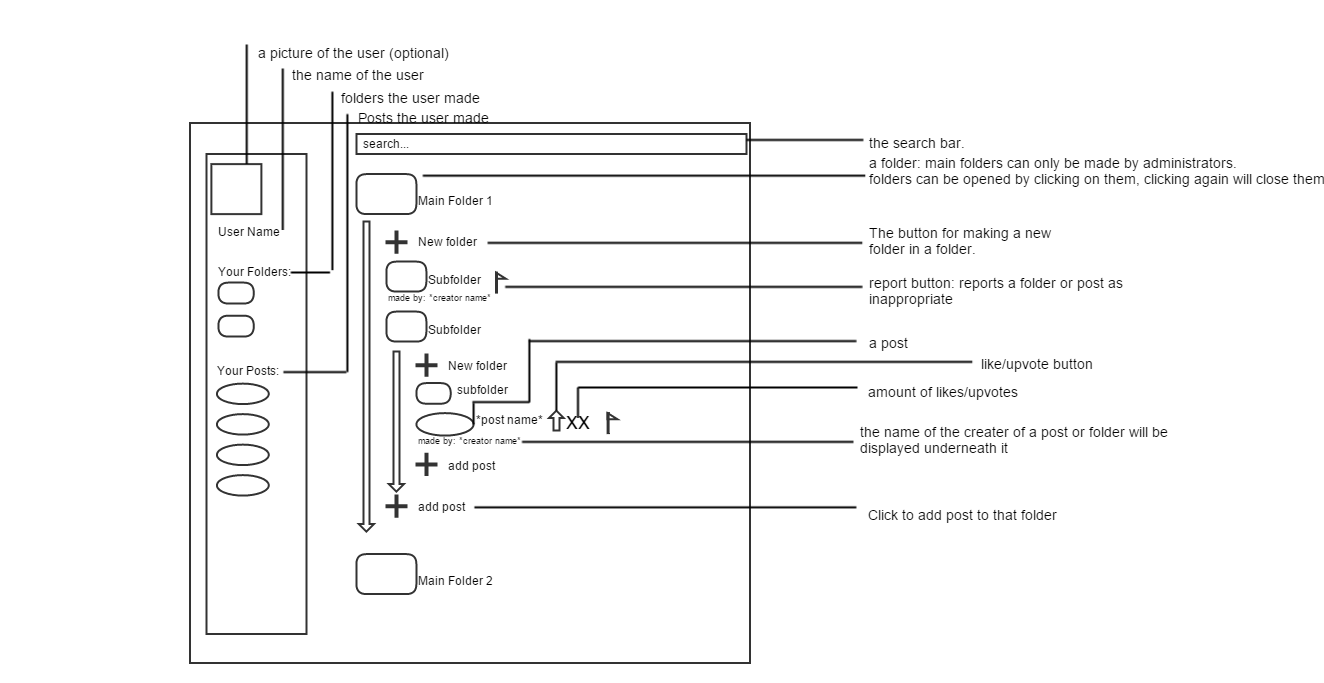 a picture of the user (optional)
the name of the user
folders the user made
Posts the user made
search...
the search bar.
a folder: main folders can only be made by administrators.
folders can be opened by clicking on them, clicking again will close them
Main Folder 1
User Name
New folder
The button for making a new
folder in a folder.
Your Folders:
Subfolder
made by: "creator name"
report button: reports a folder or post as
inappropriate
Subfolder
a post
New folder
like/upvote button
Your Posts:
subfolder
amount of likes/upvotes
*post name*
XX
made by: "creator name"
the name of the creater of a post or folder will be
displayed underneath it
add post
add post
Click to add post to that folder
Main Folder 2